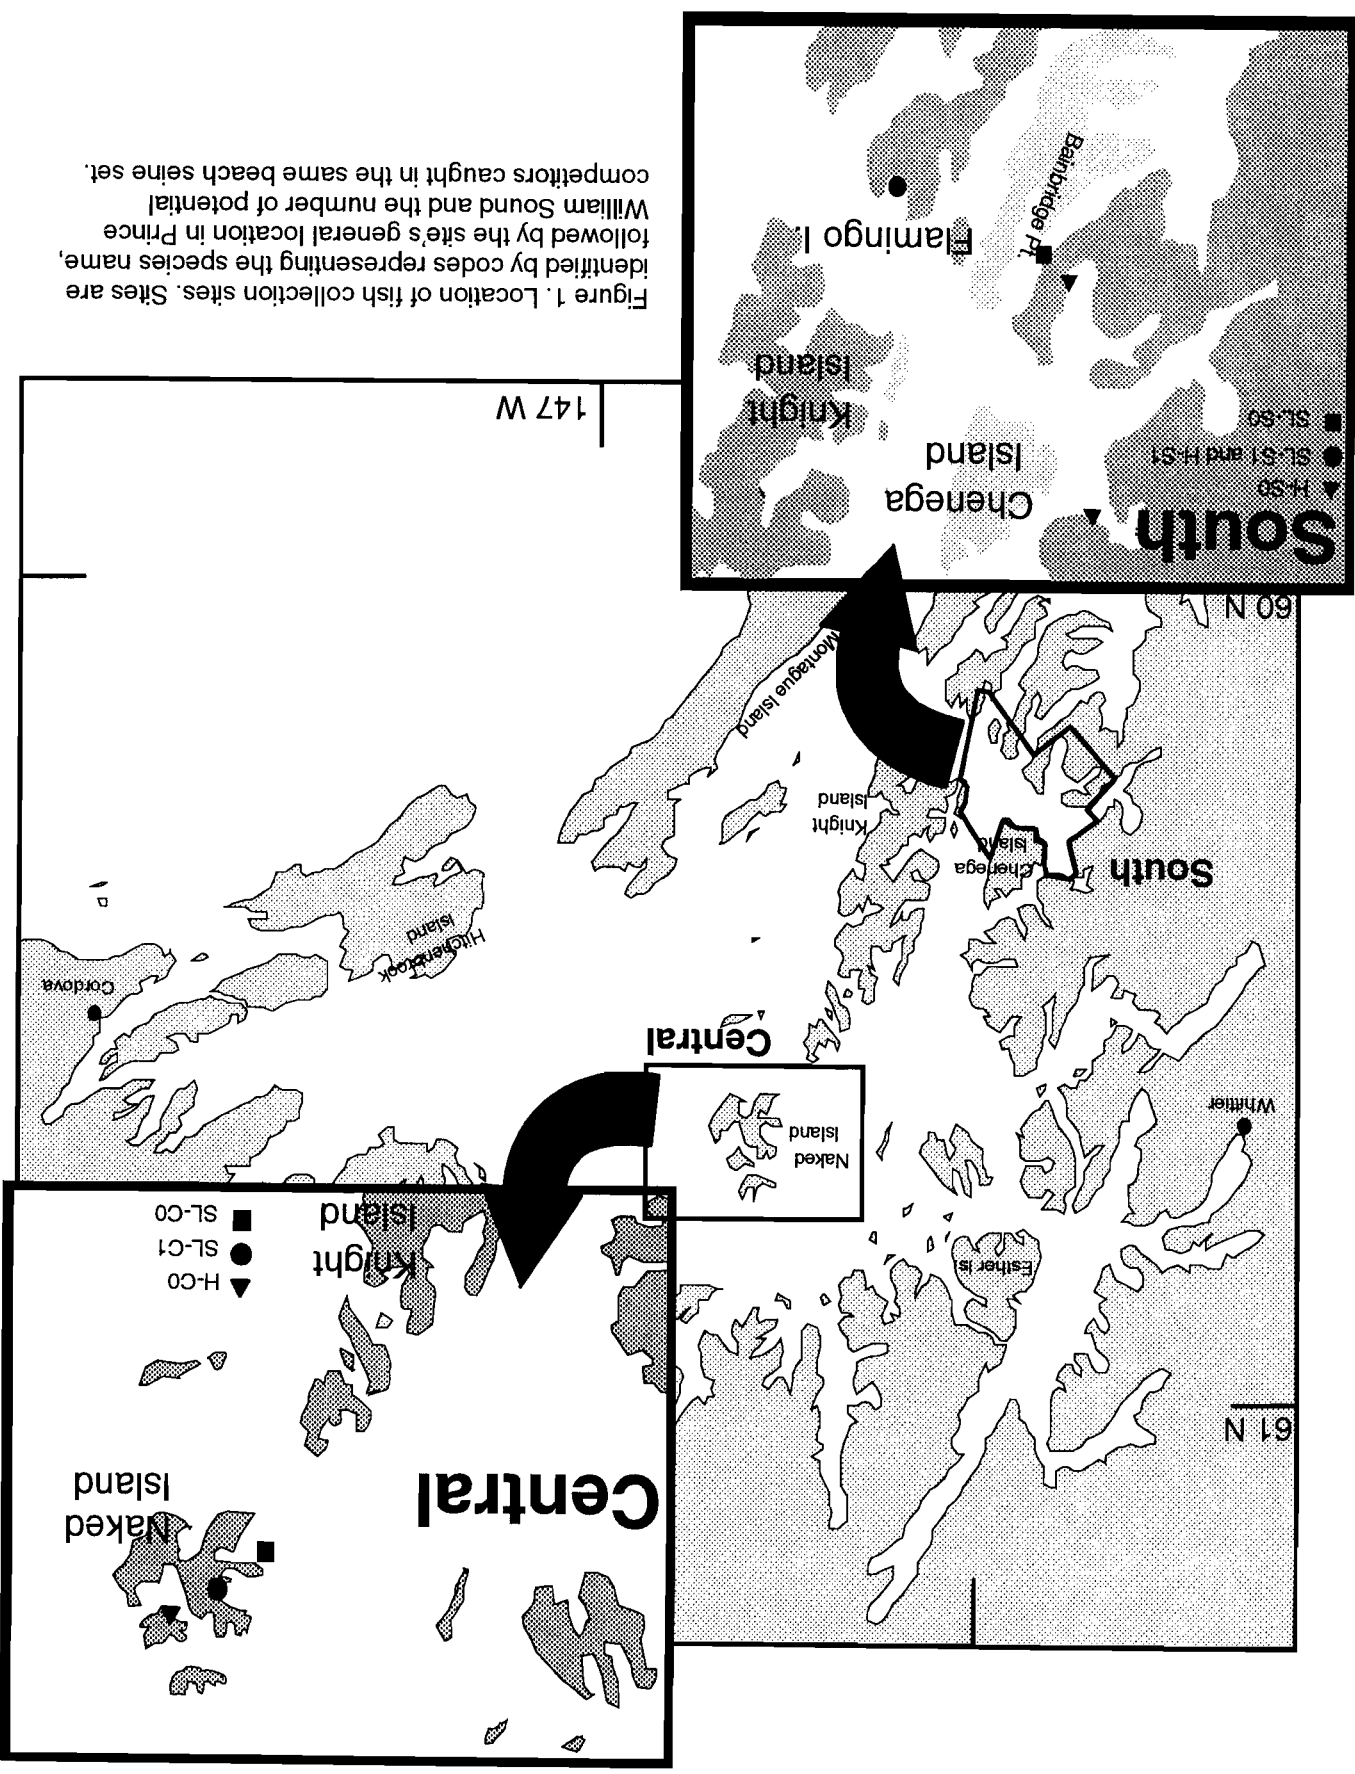 Central
Naked
Island
Knight
Island
H-C0
SL-C1
SL-C0
61 N
Esther Is.
Whittier
Naked
Island
Central
Cordova
Hitchenbrook
Island
South
Chenega
Island
Knight
Island
Montague Island
60 N
147 W
South
H-S0
SL-S1 and H-S1
SL-S0
Chenega
Island
Knight
Island
Flamingo I.
Bainbridge Pt.
Figure 1. Location of fish collection sites. Sites are
identified by codes representing the species name,
followed by the site's general location in Prince
William Sound and the number of potential
competitors caught in the same beach seine set.